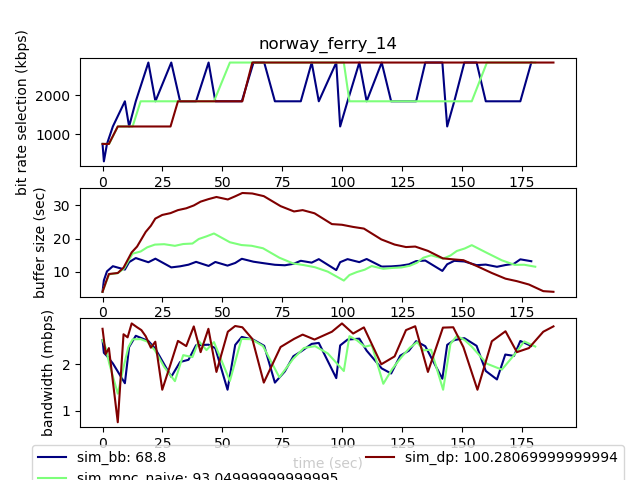 norway_ferry_14
bit rate selection (kbps)
2000
1000
0 25 50 75 100 125 150 175
buffer size (sec)
30
20
10
0 25 50 75 100 125 150 175
bandwidth (mbps)
2
1
0 25 50 75 100 125 150 175
time (sec)
sim_bb: 68.8
sim_dp: 100.28069999999994
sim_mpc_naive: 93.04999999999995